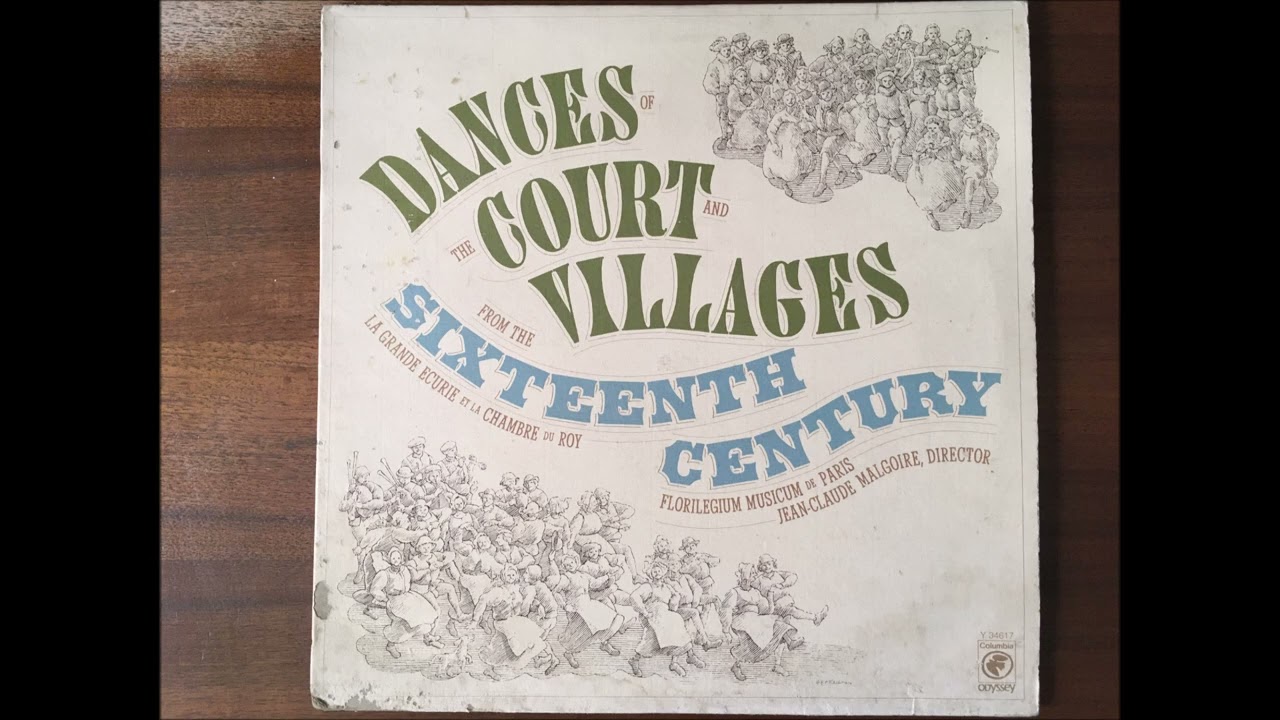 DANCES OF
THE COURT AND
VILLAGES
FROM THE
SIXTEENTH
CENTURY
LA GRANDE ECURIE ET LA CHAMBRE DU ROY
FLORILEGIUM MUSICUM DE PARIS
JEAN-CLAUDE MALGOIRE, DIRECTOR
Y 34617
Columbia
ODYSSEY